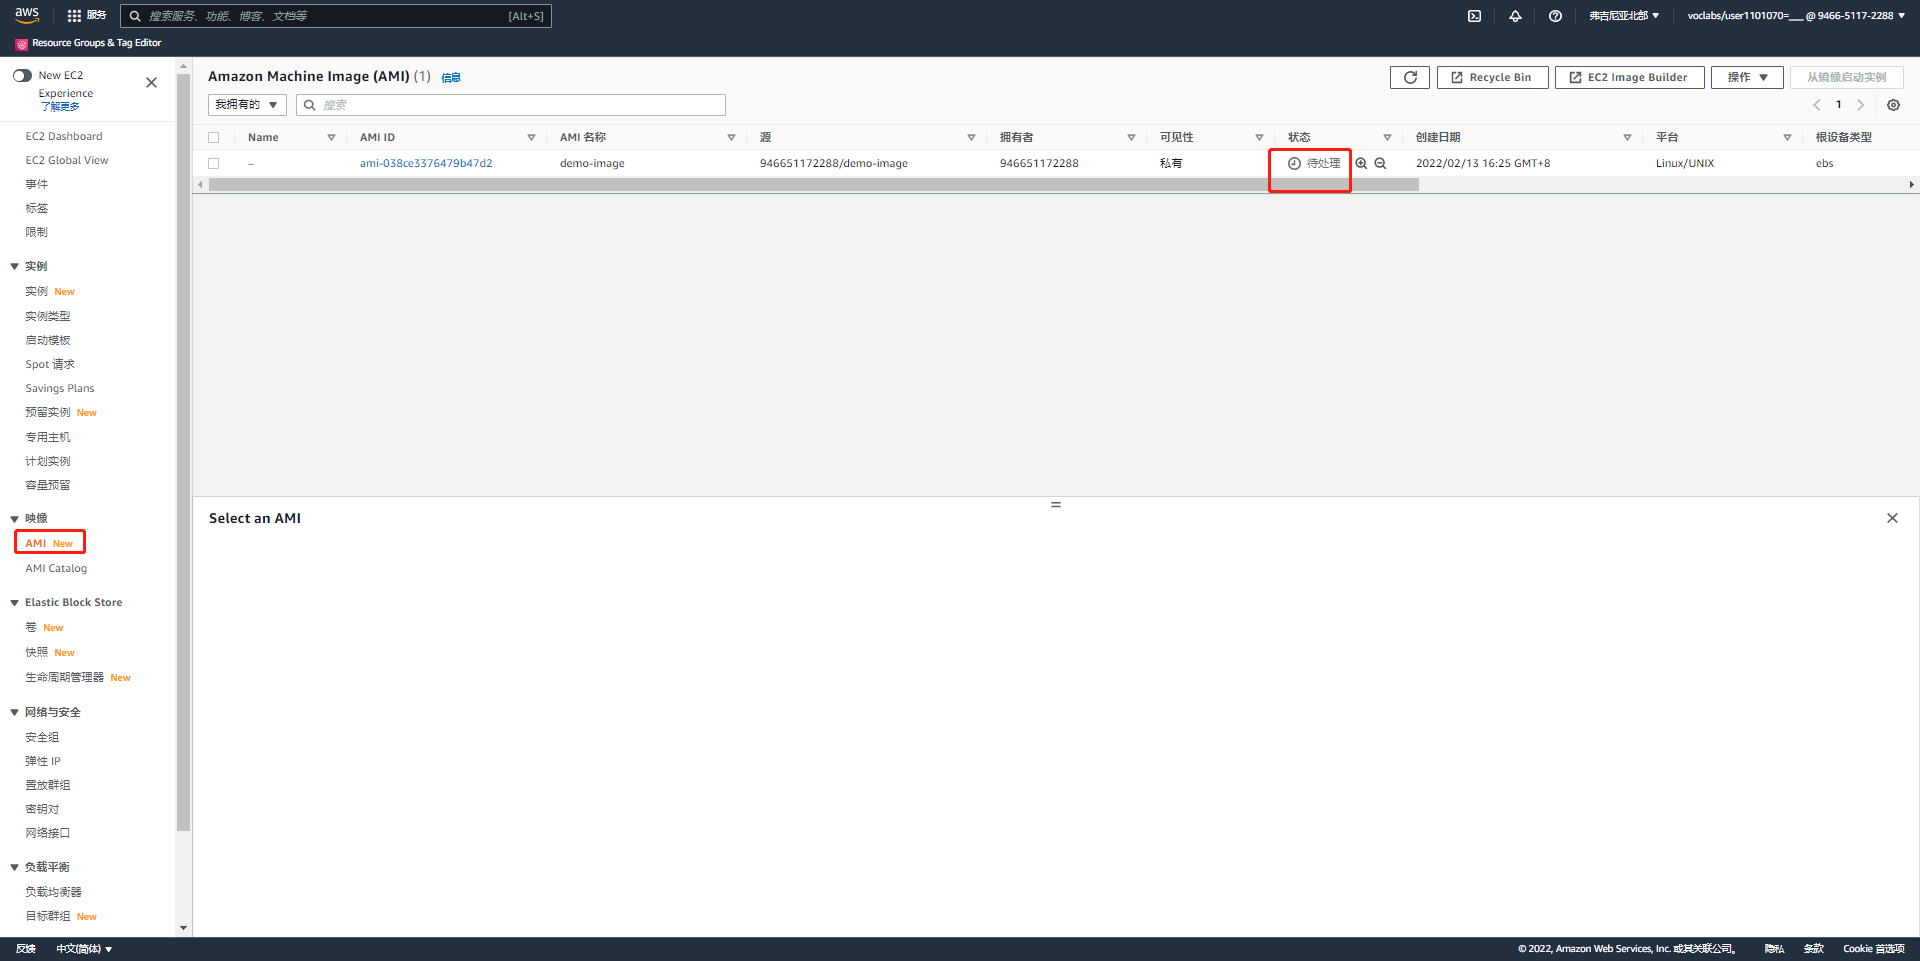 aws
服务
搜索服务、功能、博客、文档等
[Alt+S]
弗吉尼亚北部
voclabs/user1101070=___ @ 9466-5117-2288
Resource Groups & Tag Editor
New EC2
Experience
了解更多
EC2 Dashboard
EC2 Global View
事件
标签
限制
实例
实例 New
实例类型
启动模板
Spot 请求
Savings Plans
预留实例 New
专用主机
计划实例
容量预留
映像
AMI New
AMI Catalog
Elastic Block Store
卷 New
快照 New
生命周期管理器 New
网络与安全
安全组
弹性 IP
置放群组
密钥对
网络接口
负载平衡
负载均衡器
目标群组 New
Amazon Machine Image (AMI) (1) 信息
Recycle Bin
EC2 Image Builder
操作
从镜像启动实例
我拥有的
搜索
1
Name AMI ID AMI 名称 源 拥有者 可见性 状态 创建日期 平台 根设备类型
– ami-038ce3376479b47d2 demo-image 946651172288/demo-image 946651172288 私有 待处理 2022/02/13 16:25 GMT+8 Linux/UNIX ebs
Select an AMI
反馈
中文(简体)
© 2022, Amazon Web Services, Inc. 或其关联公司。
隐私
条款
Cookie 首选项